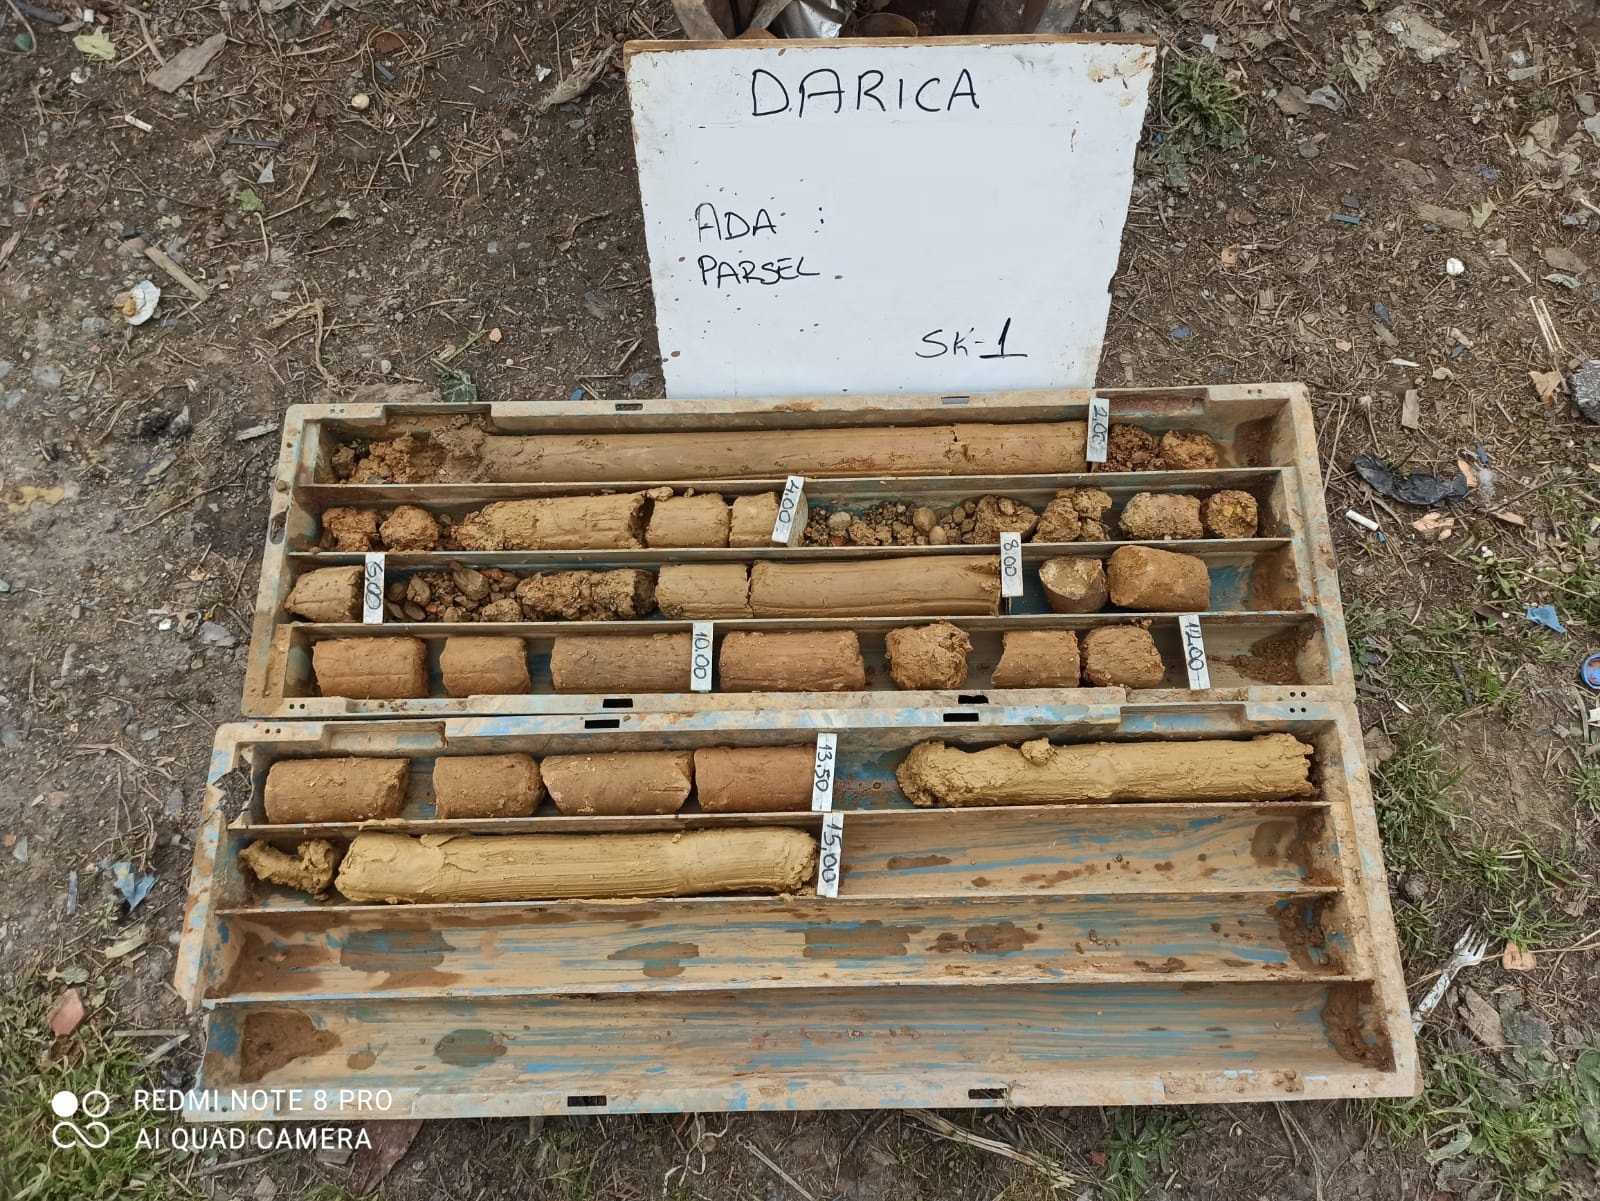 DARICA
ADA :
PARSEL
SK-1
2.00
4.00
6.00
8.00
10.00
12.00
13.50
15.00
REDMI NOTE 8 PRO
AI QUAD CAMERA